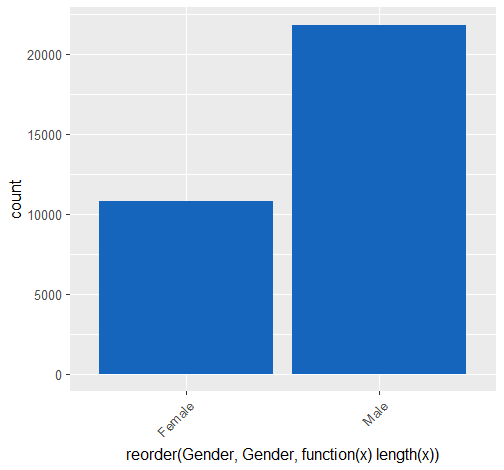 20000
15000
10000
5000
0
count
Female
Male
reorder(Gender, Gender, function(x) length(x))